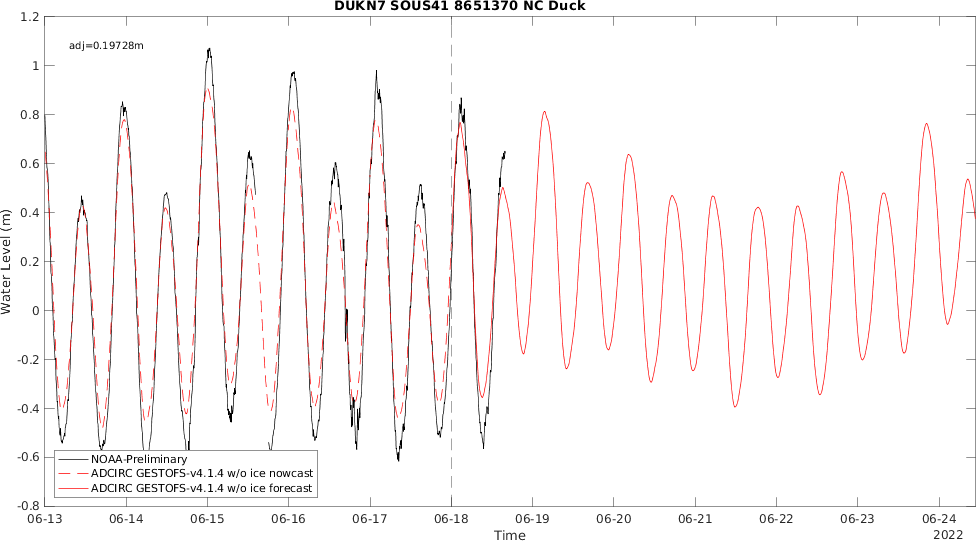 DUKN7 SOUS41 8651370 NC Duck
adj=0.19728m
1.2
1
0.8
0.6
0.4
0.2
0
-0.2
-0.4
-0.6
-0.8
Water Level (m)
NOAA-Preliminary
ADCIRC GESTOFS-v4.1.4 w/o ice nowcast
ADCIRC GESTOFS-v4.1.4 w/o ice forecast
06-13 06-14 06-15 06-16 06-17 06-18 06-19 06-20 06-21 06-22 06-23 06-24
Time
2022